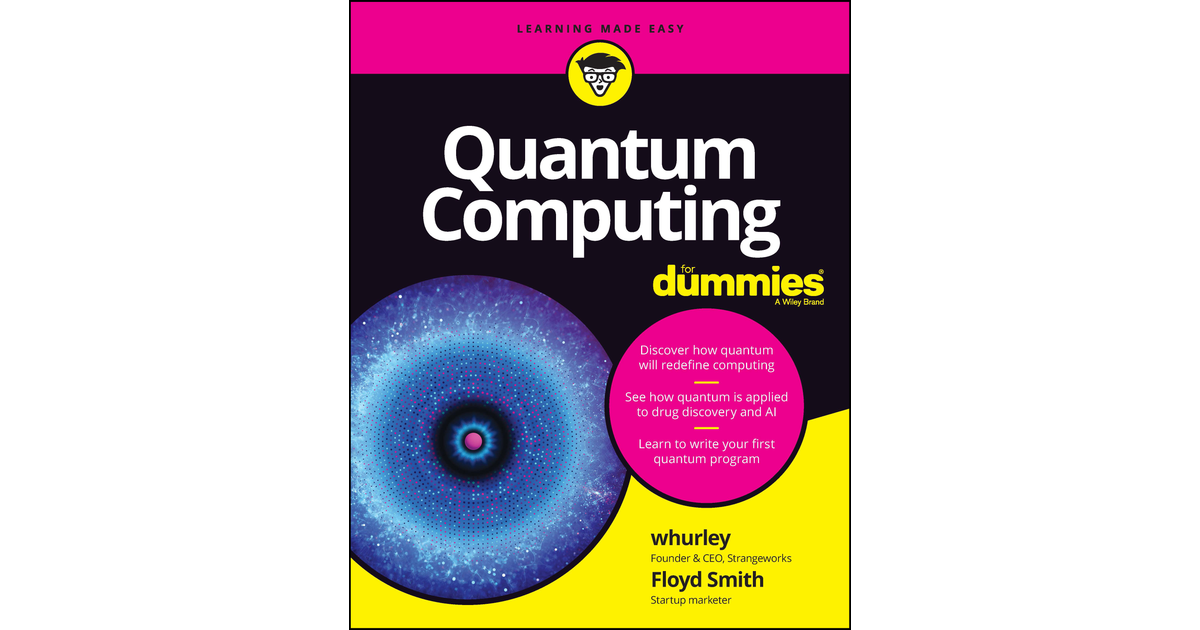 LEARNING MADE EASY
Quantum
Computing
for
dummies®
A Wiley Brand
Discover how quantum
will redefine computing
See how quantum is applied
to drug discovery and AI
Learn to write your first
quantum program
whurley
Founder & CEO, Strangeworks
Floyd Smith
Startup marketer